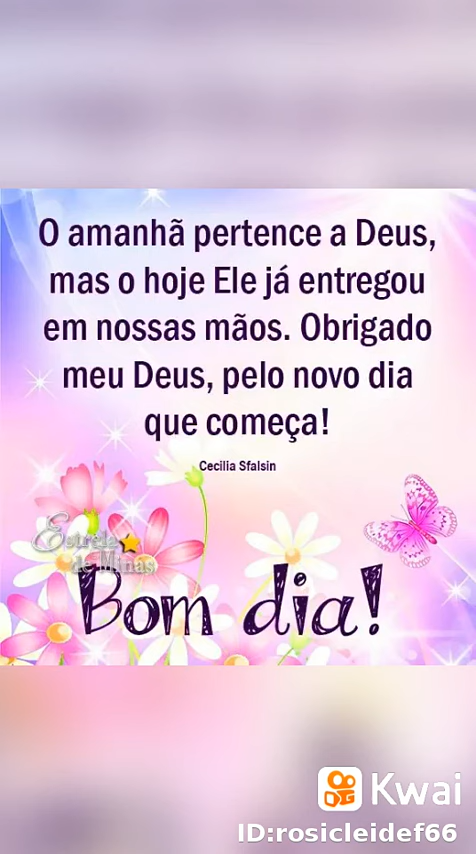 O amanhã pertence a Deus,
mas o hoje Ele já entregou
em nossas mãos. Obrigado
meu Deus, pelo novo dia
que começa!
Cecilia Sfalsin
Estrela
de Minas
Bom dia!
Kwai
ID:rosicleidef66